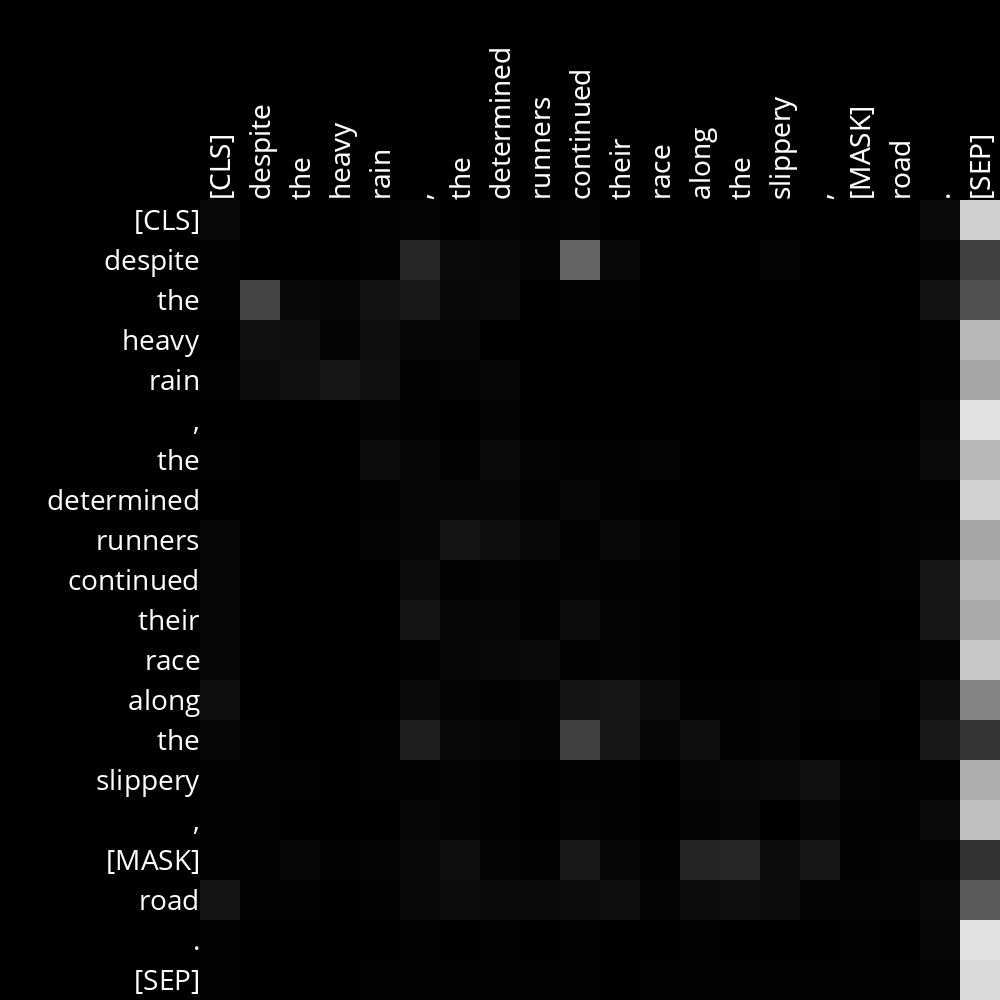 [CLS] despite the heavy rain , the determined runners continued their race along the slippery , [MASK] road . [SEP]
[CLS]
despite
the
heavy
rain
,
the
determined
runners
continued
their
race
along
the
slippery
,
[MASK]
road
.
[SEP]